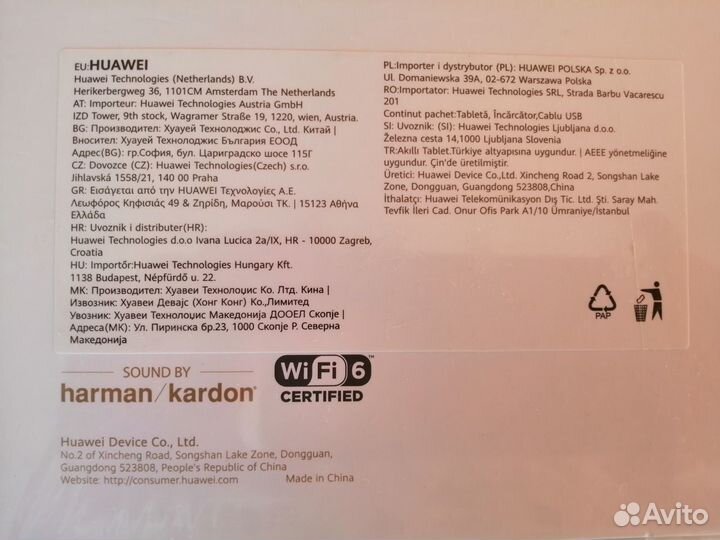 EU:HUAWEI
Huawei Technologies (Netherlands) B.V.
Herikerbergweg 36, 1101CM Amsterdam The Netherlands
AT: Importeur: Huawei Technologies Austria GmbH
IZD Tower, 9th stock, Wagramer Straße 19, 1220, wien, Austria.
BG: Производител: Хуауей Технолоджис Co., Ltd. Китай |
Вносител: Хуауей Технолоджис България ЕООД
Адрес(BG): гр.София, бул. Цариградско шосе 115Г
CZ: Dovozce (CZ): Huawei Technologies(Czech) s.r.o.
Jihlavská 1558/21, 140 00 Praha
GR: Εισάγεται από την HUAWEI Τεχνολογίες Α.Ε.
Λεωφόρος Κηφισιάς 49 & Ζηρίδη, Μαρούσι ΤΚ. | 15123 Αθήνα
Ελλάδα
HR: Uvoznik i distributer(HR):
Huawei Technologies d.o.o Ivana Lucica 2a/IX, HR - 10000 Zagreb,
Croatia
HU: Importőr:Huawei Technologies Hungary Kft.
1138 Budapest, Népfürdő u. 22.
MK: Производител: Хуавеи Технолоџис Ко. Лтд. Кина |
Извозник: Хуавеи Девајс (Хонг Конг) Ко.,Лимитед
Увозник: Хуавеи Технолоџис Македонија ДООЕЛ Скопје |
Адреса(MK): Ул. Пиринска бр.23, 1000 Скопје Р. Северна
Македонија
PL:Importer i dystrybutor (PL): HUAWEI POLSKA Sp. z o.o.
Ul. Domaniewska 39A, 02-672 Warszawa Polska
RO:Importator: Huawei Technologies SRL, Strada Barbu Vacarescu
201
Continut pachet:Tabletă, Încărcător,Cablu USB
SI: Uvoznik (SI): Huawei Technologies Ljubljana d.o.o.
Železna cesta 14,1000 Ljubljana Slovenia
TR:Akıllı Tablet.Türkiye altyapısına uygundur. | AEEE yönetmeliğine
uygundur. Çin'de üretilmiştir.
Üretici: Huawei Device Co.,Ltd. Xincheng Road 2, Songshan Lake
Zone, Dongguan, Guangdong 523808,China
İthalatçı: Huawei Telekomünikasyon Dış Tic. Ltd. Şti. Saray Mah.
Tevfik İleri Cad. Onur Ofis Park A1/10 Ümraniye/İstanbul
PAP
SOUND BY
harman/kardon®
Wi Fi 6™
CERTIFIED
Huawei Device Co., Ltd.
No.2 of Xincheng Road, Songshan Lake Zone, Dongguan,
Guangdong 523808, People's Republic of China
Website: http://consumer.huawei.com Made in China
Avito